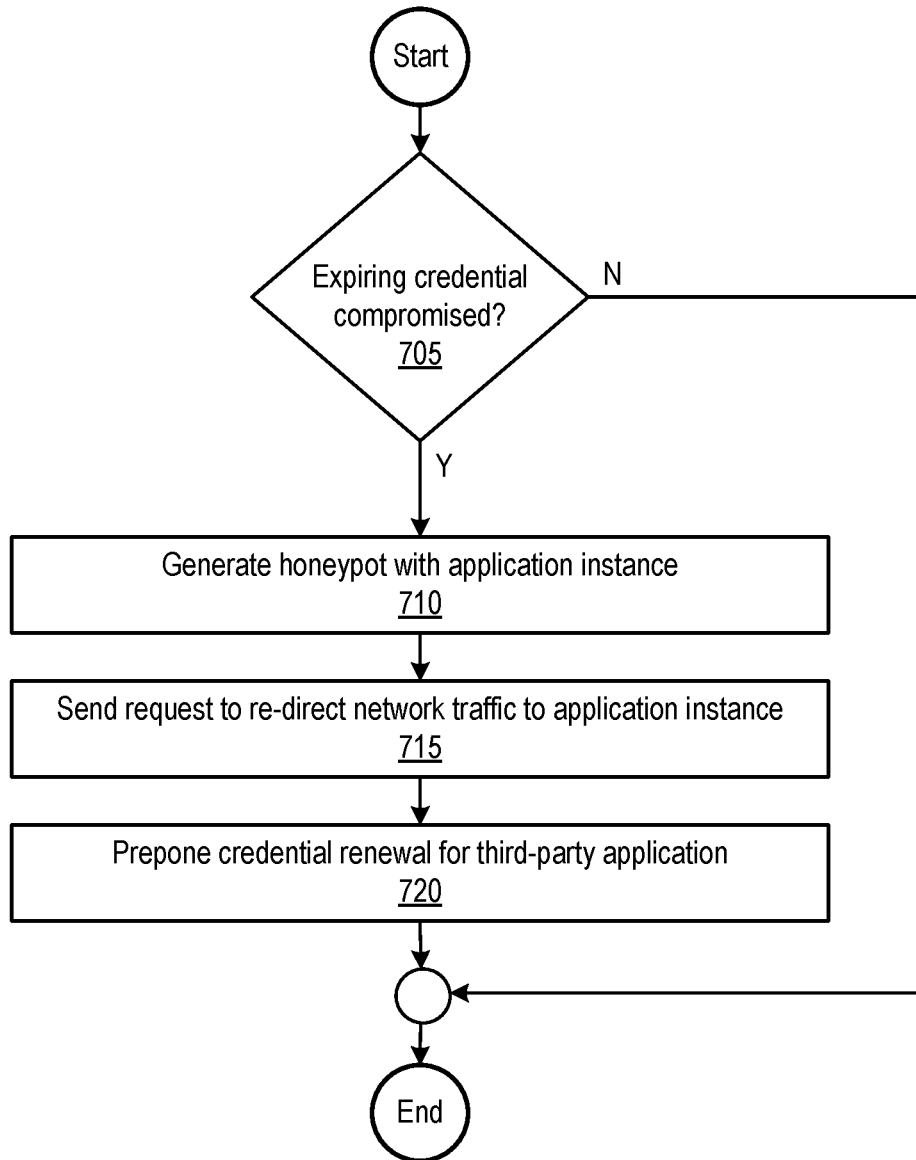 Start
Expiring credential
compromised?
705
N
Y
Generate honeypot with application instance
710
Send request to re-direct network traffic to application instance
715
Prepone credential renewal for third-party application
720
End